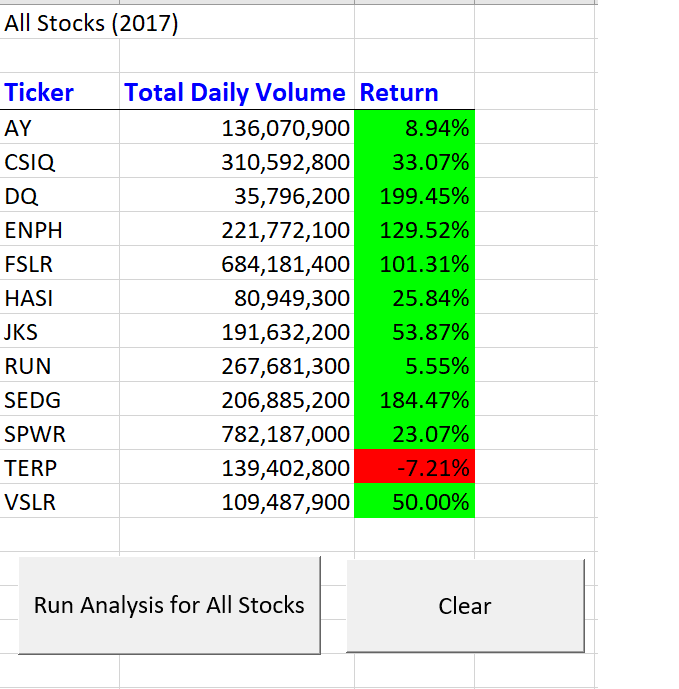 All Stocks (2017)
Ticker Total Daily Volume Return
AY 136,070,900 8.94%
CSIQ 310,592,800 33.07%
DQ 35,796,200 199.45%
ENPH 221,772,100 129.52%
FSLR 684,181,400 101.31%
HASI 80,949,300 25.84%
JKS 191,632,200 53.87%
RUN 267,681,300 5.55%
SEDG 206,885,200 184.47%
SPWR 782,187,000 23.07%
TERP 139,402,800 -7.21%
VSLR 109,487,900 50.00%
Run Analysis for All Stocks Clear